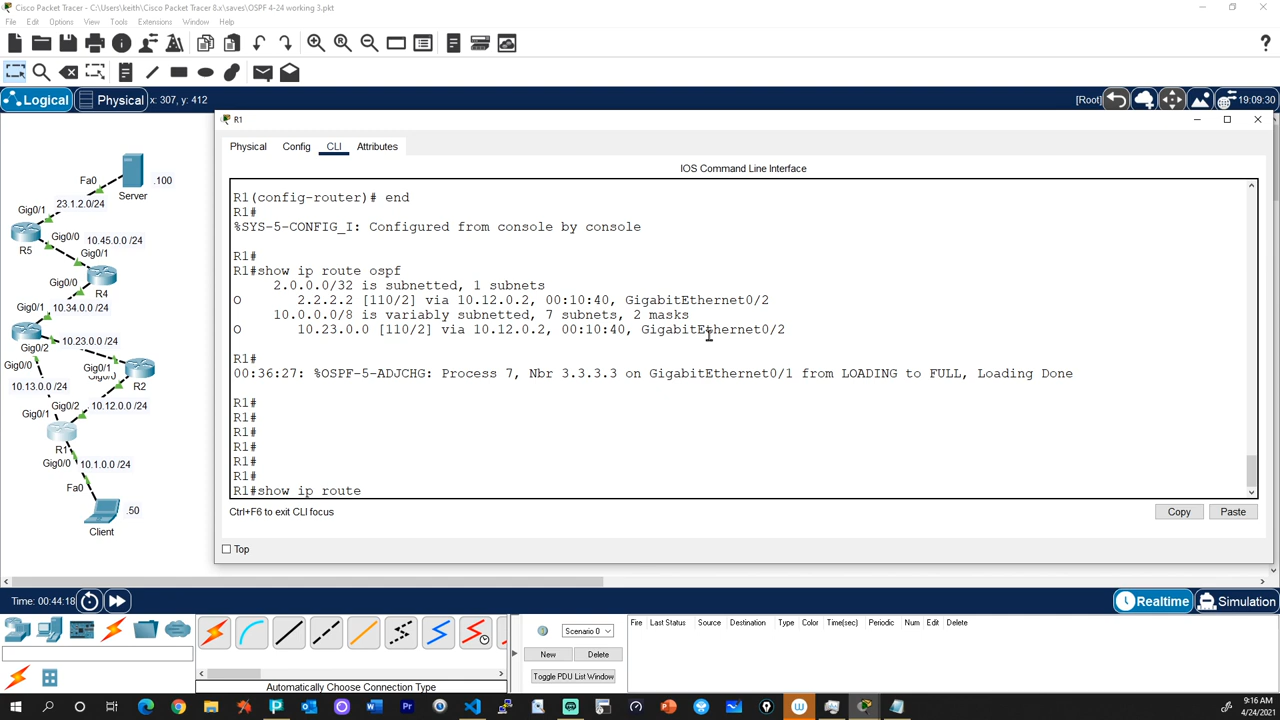 Cisco Packet Tracer - C:\Users\keith\Cisco Packet Tracer 8.x\saves\OSPF 4-24 working 3.pkt
File Edit Options View Tools Extensions Window Help
Logical Physical x: 307, y: 412 [Root] 19:09:30
R1
Physical Config CLI Attributes
IOS Command Line Interface
R1(config-router)# end
R1#
%SYS-5-CONFIG_I: Configured from console by console
R1#
R1#show ip route ospf
2.0.0.0/32 is subnetted, 1 subnets
O 2.2.2.2 [110/2] via 10.12.0.2, 00:10:40, GigabitEthernet0/2
10.0.0.0/8 is variably subnetted, 7 subnets, 2 masks
O 10.23.0.0 [110/2] via 10.12.0.2, 00:10:40, GigabitEthernet0/2
R1#
00:36:27: %OSPF-5-ADJCHG: Process 7, Nbr 3.3.3.3 on GigabitEthernet0/1 from LOADING to FULL, Loading Done
R1#
R1#
R1#
R1#
R1#
R1#
R1#show ip route
Ctrl+F6 to exit CLI focus
Copy Paste
Top
Fa0
.100
Server
Gig0/1
23.1.2.0/24
Gig0/0
10.45.0.0 /24
R5
Gig0/0
R4
Gig0/1
10.34.0.0 /24
Gig0/2
10.23.0.0 /24
Gig0/1
Gig0/0
R2
10.13.0.0 /24
Gig0/1
Gig0/2
10.12.0.0 /24
R1
Gig0/0
10.1.0.0 /24
Fa0
.50
Client
Time: 00:44:18
Realtime Simulation
Scenario 0
New Delete
Toggle PDU List Window
Fire Last Status Source Destination Type Color Time(sec) Periodic Num Edit Delete
Automatically Choose Connection Type
9:16 AM
4/24/2021